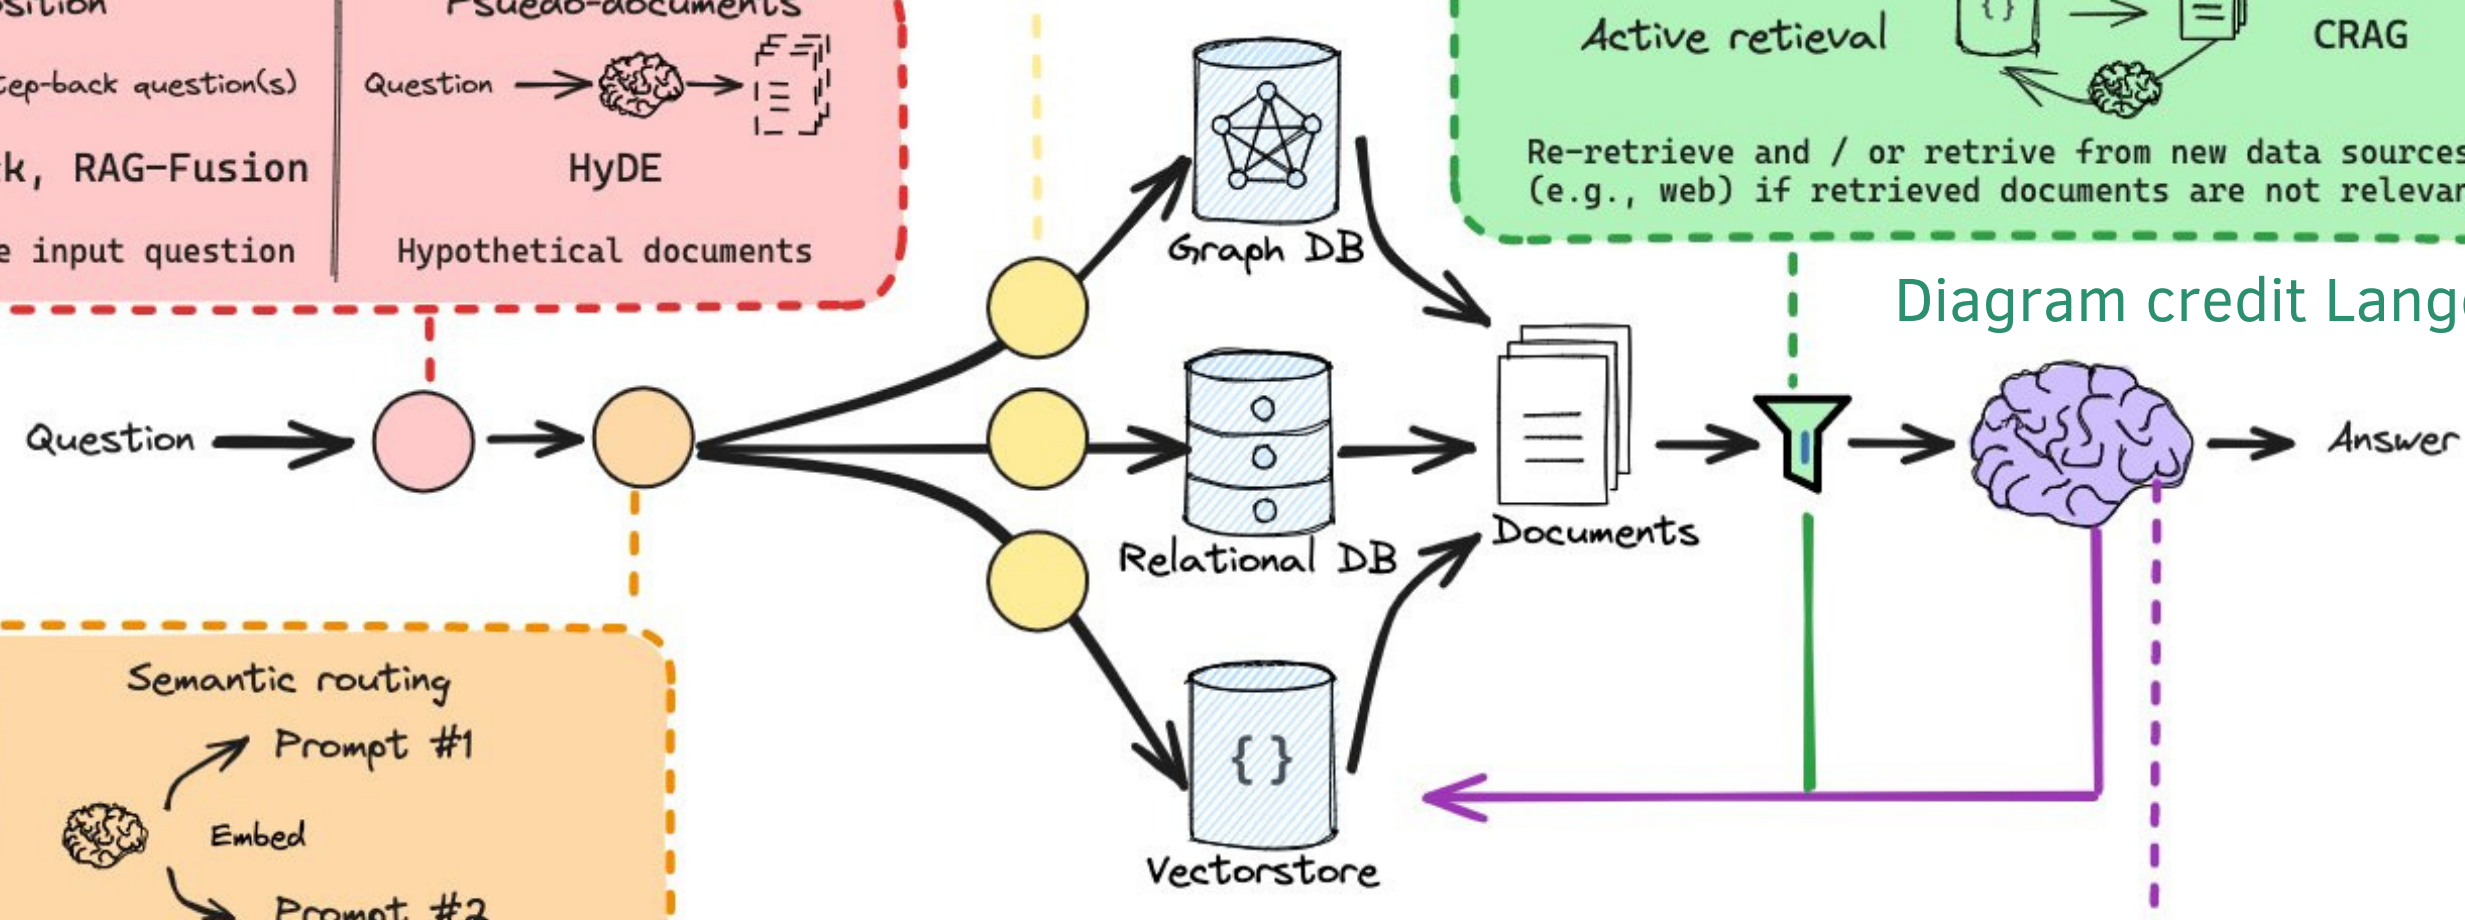 Psuedo-documents
tep-back question(s)
Question
k, RAG-Fusion
HyDE
e input question
Hypothetical documents
Graph DB
Active retieval
{}
CRAG
Re-retrieve and / or retrive from new data sources
(e.g., web) if retrieved documents are not relevan
Diagram credit Lang
Question
Relational DB
Documents
Answer
Semantic routing
Prompt #1
Embed
Prompt #2
{}
Vectorstore